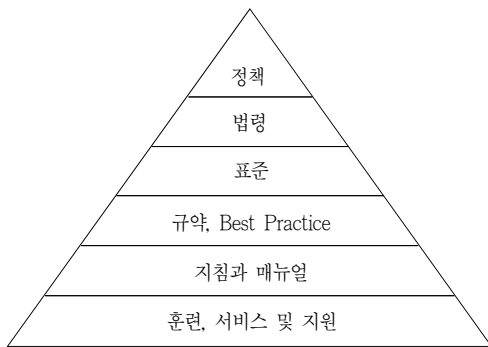 정책
법령
표준
규약, Best Practice
지침과 매뉴얼
훈련, 서비스 및 지원